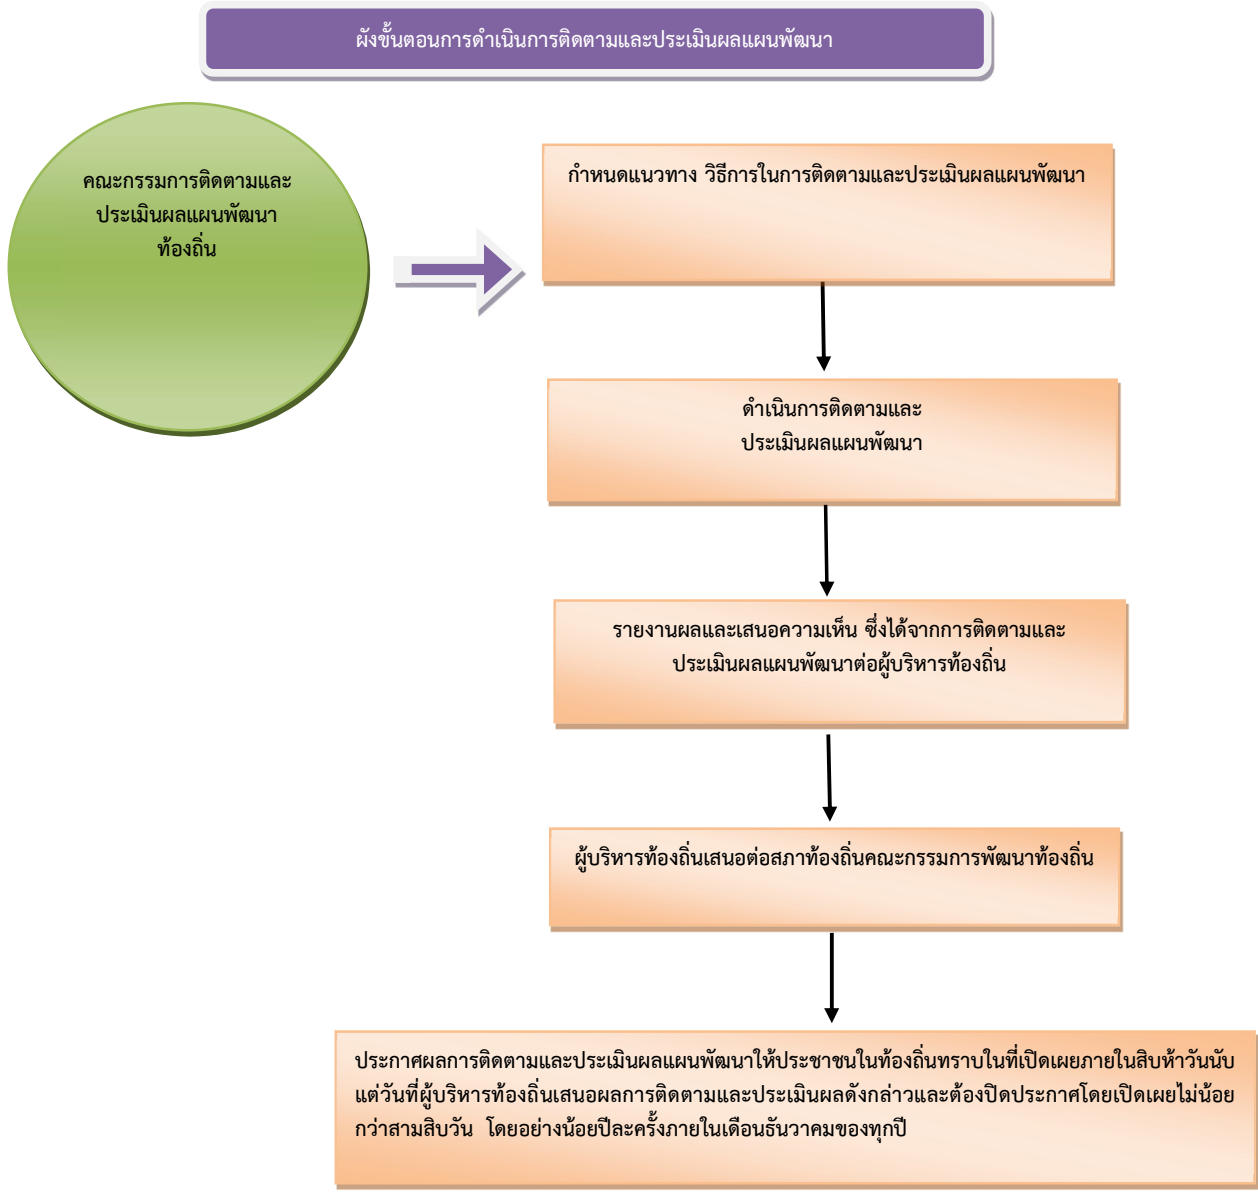 ผังขั้นตอนการดำเนินการติดตามและประเมินผลแผนพัฒนา
คณะกรรมการติดตามและ
ประเมินผลแผนพัฒนา
ท้องถิ่น
กำหนดแนวทาง วิธีการในการติดตามและประเมินผลแผนพัฒนา
ดำเนินการติดตามและ
ประเมินผลแผนพัฒนา
รายงานผลและเสนอความเห็น ซึ่งได้จากการติดตามและ
ประเมินผลแผนพัฒนาต่อผู้บริหารท้องถิ่น
ผู้บริหารท้องถิ่นเสนอต่อสภาท้องถิ่นคณะกรรมการพัฒนาท้องถิ่น
ประกาศผลการติดตามและประเมินผลแผนพัฒนาให้ประชาชนในท้องถิ่นทราบในที่เปิดเผยภายในสิบห้าวันนับ
แต่วันที่ผู้บริหารท้องถิ่นเสนอผลการติดตามและประเมินผลดังกล่าวและต้องปิดประกาศโดยเปิดเผยไม่น้อย
กว่าสามสิบวัน โดยอย่างน้อยปีละครั้งภายในเดือนธันวาคมของทุกปี